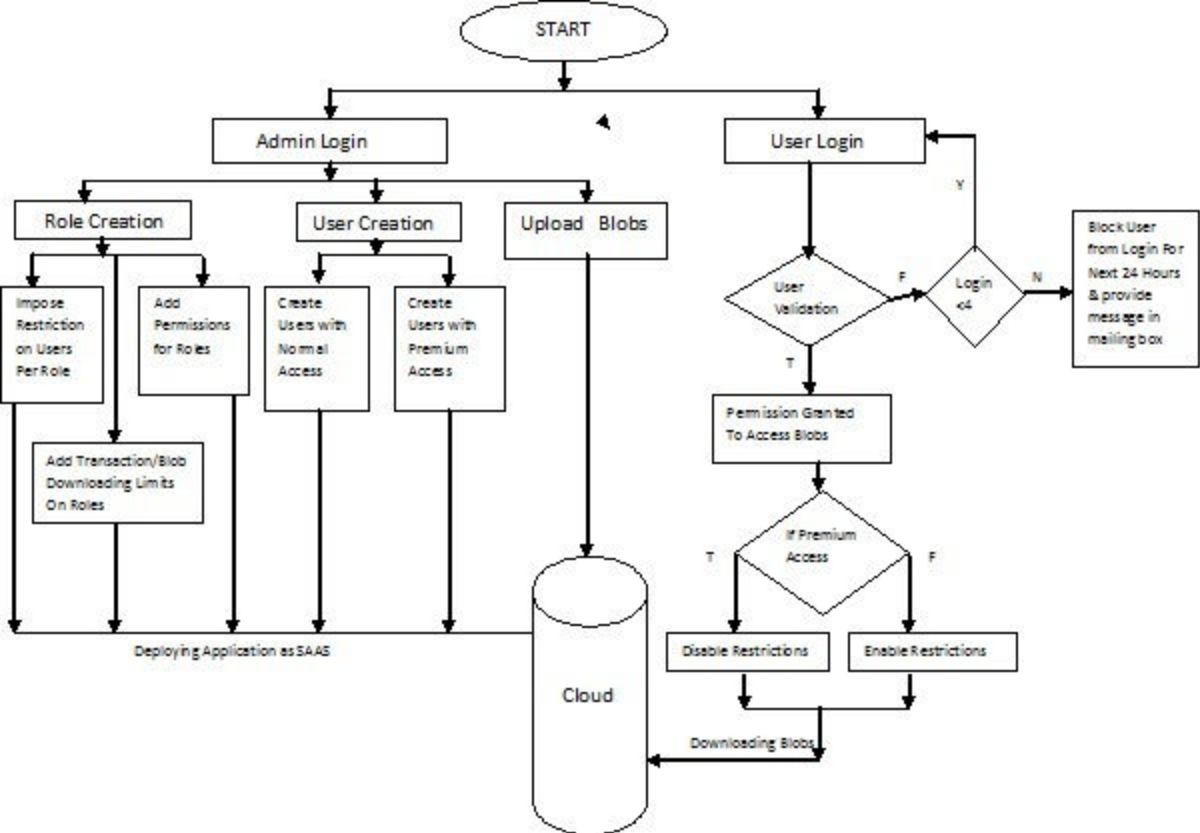 START
Admin Login
User Login
Y
Role Creation
User Creation
Upload Blobs
Block User
from Login For
Next 24 Hours
& provide
message in
mailing box
User
Validation
F
Login
<4
N
T
Impose
Restriction
on Users
Per Role
Add
Permissions
for Roles
Create
Users with
Normal
Access
Create
Users with
Premium
Access
Permission Granted
To Access Blobs
Add Transaction/Blob
Downloading Limits
On Roles
If Premium
Access
T
F
Deploying Application as SAAS
Disable Restrictions
Enable Restrictions
Cloud
Downloading Blobs